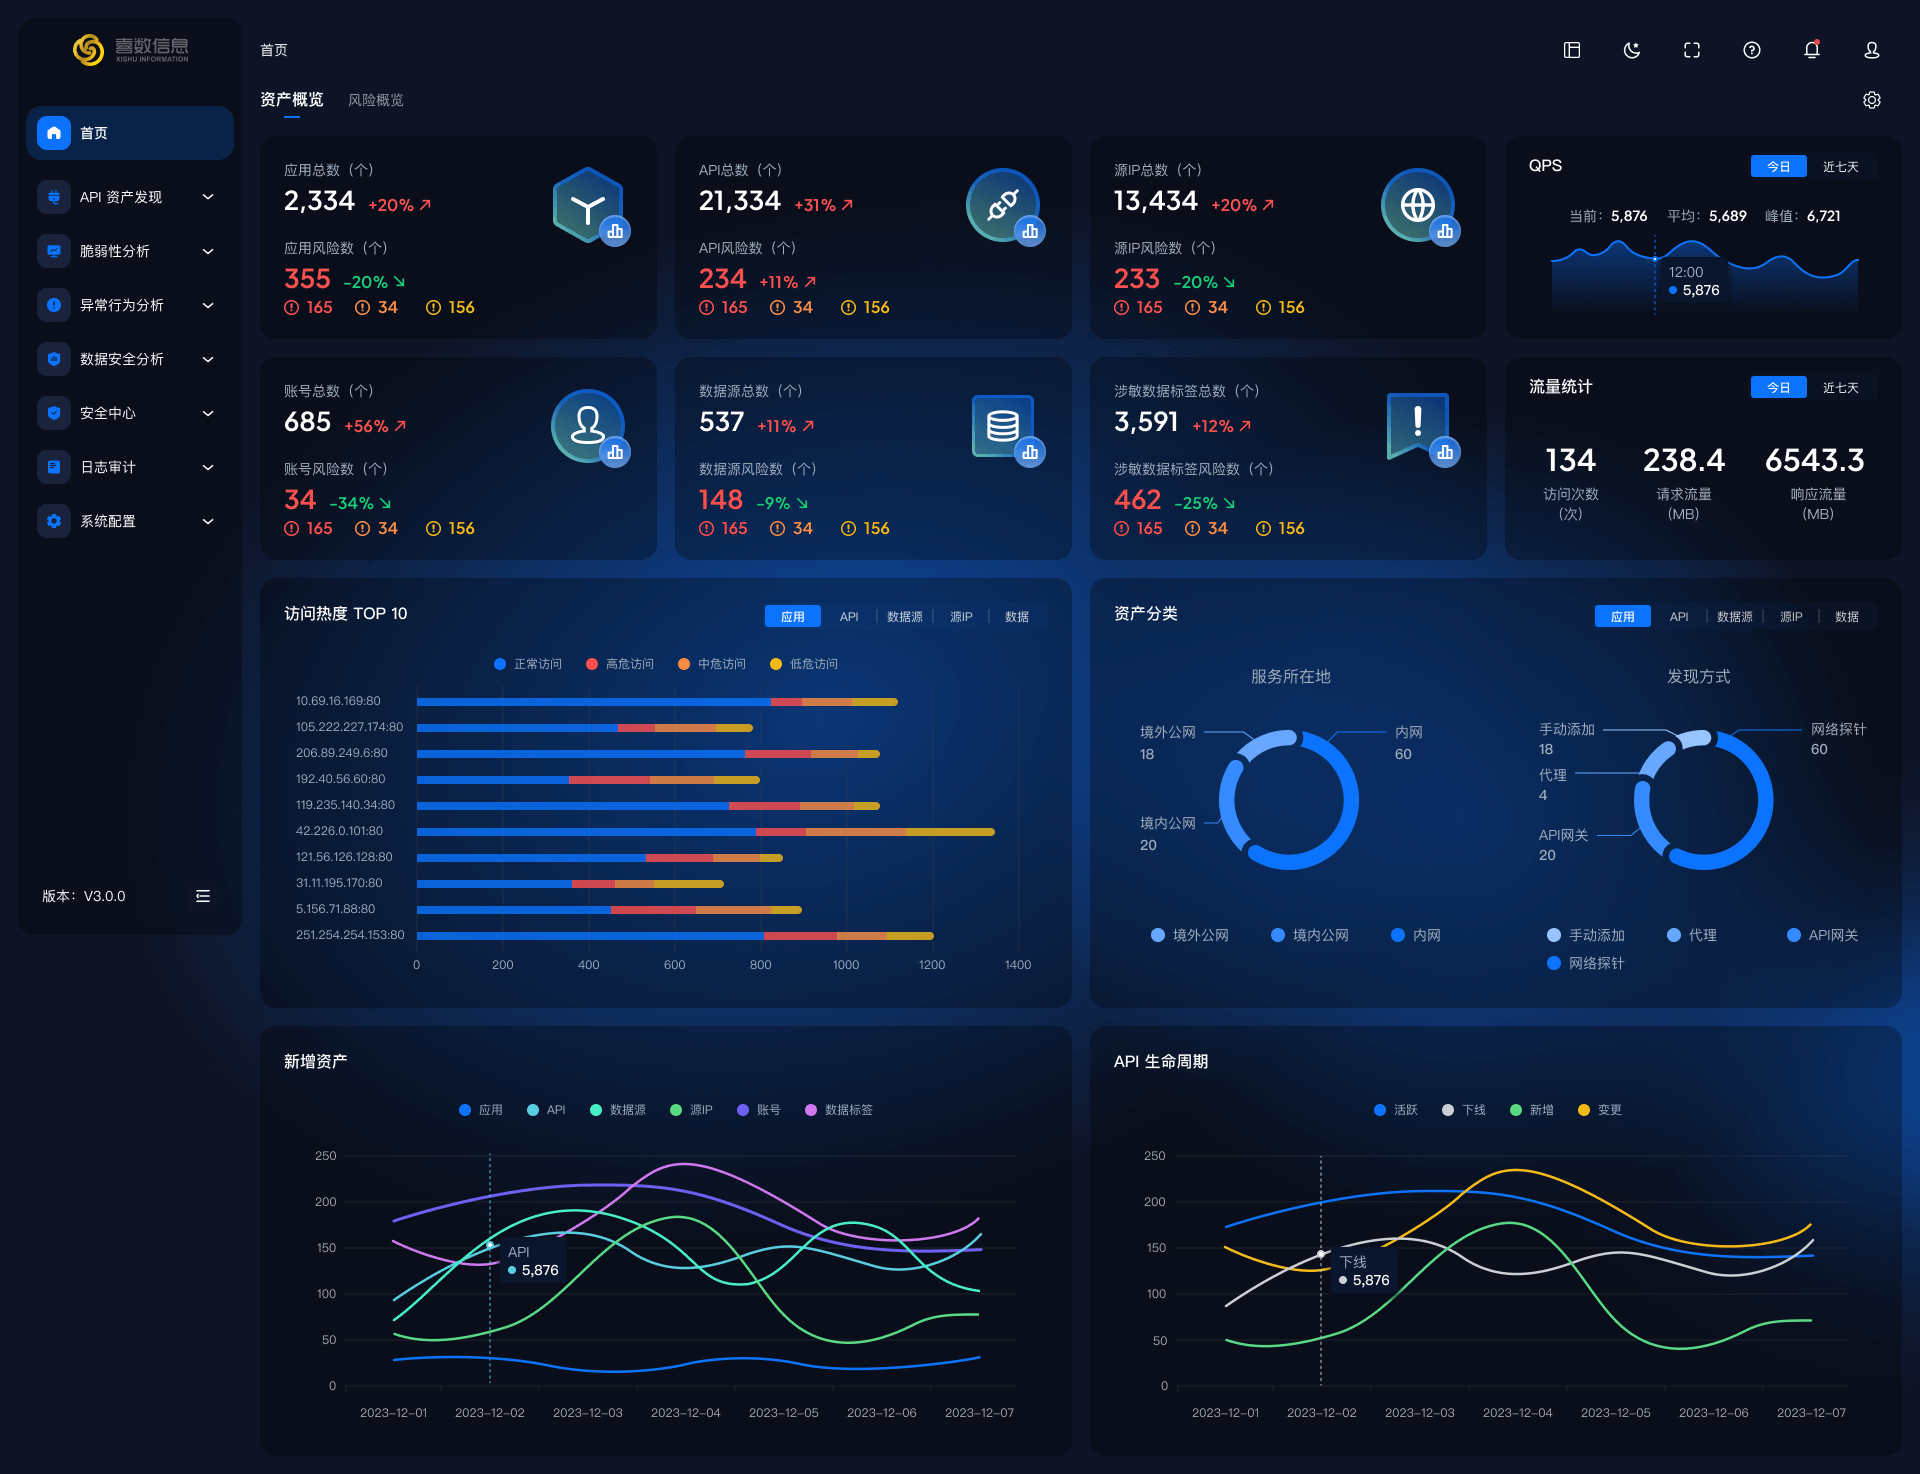 喜数信息
XISHU INFORMATION
首页
API 资产发现
脆弱性分析
异常行为分析
数据安全分析
安全中心
日志审计
系统配置
版本：V3.0.0
首页
资产概览 风险概览
应用总数（个）
2,334 +20%
应用风险数（个）
355 -20%
165 34 156
API总数（个）
21,334 +31%
API风险数（个）
234 +11%
165 34 156
源IP总数（个）
13,434 +20%
源IP风险数（个）
233 -20%
165 34 156
QPS 今日 近七天
当前：5,876 平均：5,689 峰值：6,721
12:00
5,876
账号总数（个）
685 +56%
账号风险数（个）
34 -34%
165 34 156
数据源总数（个）
537 +11%
数据源风险数（个）
148 -9%
165 34 156
涉敏数据标签总数（个）
3,591 +12%
涉敏数据标签风险数（个）
462 -25%
165 34 156
流量统计 今日 近七天
134 238.4 6543.3
访问次数 请求流量 响应流量
(次) (MB) (MB)
访问热度 TOP 10 应用 API 数据源 源IP 数据
正常访问 高危访问 中危访问 低危访问
10.69.16.169:80
105.222.227.174:80
206.89.249.6:80
192.40.56.60:80
119.235.140.34:80
42.226.0.101:80
121.56.126.128:80
31.11.195.170:80
5.156.71.88:80
251.254.254.153:80
0 200 400 600 800 1000 1200 1400
资产分类 应用 API 数据源 源IP 数据
服务所在地
境外公网
18
内网
60
境内公网
20
境外公网 境内公网 内网
发现方式
手动添加
18
网络探针
60
代理
4
API网关
20
手动添加 代理 API网关
网络探针
新增资产
应用 API 数据源 源IP 账号 数据标签
250
200
150
100
50
0
API
5,876
2023-12-01 2023-12-02 2023-12-03 2023-12-04 2023-12-05 2023-12-06 2023-12-07
API 生命周期
活跃 下线 新增 变更
250
200
150
100
50
0
下线
5,876
2023-12-01 2023-12-02 2023-12-03 2023-12-04 2023-12-05 2023-12-06 2023-12-07